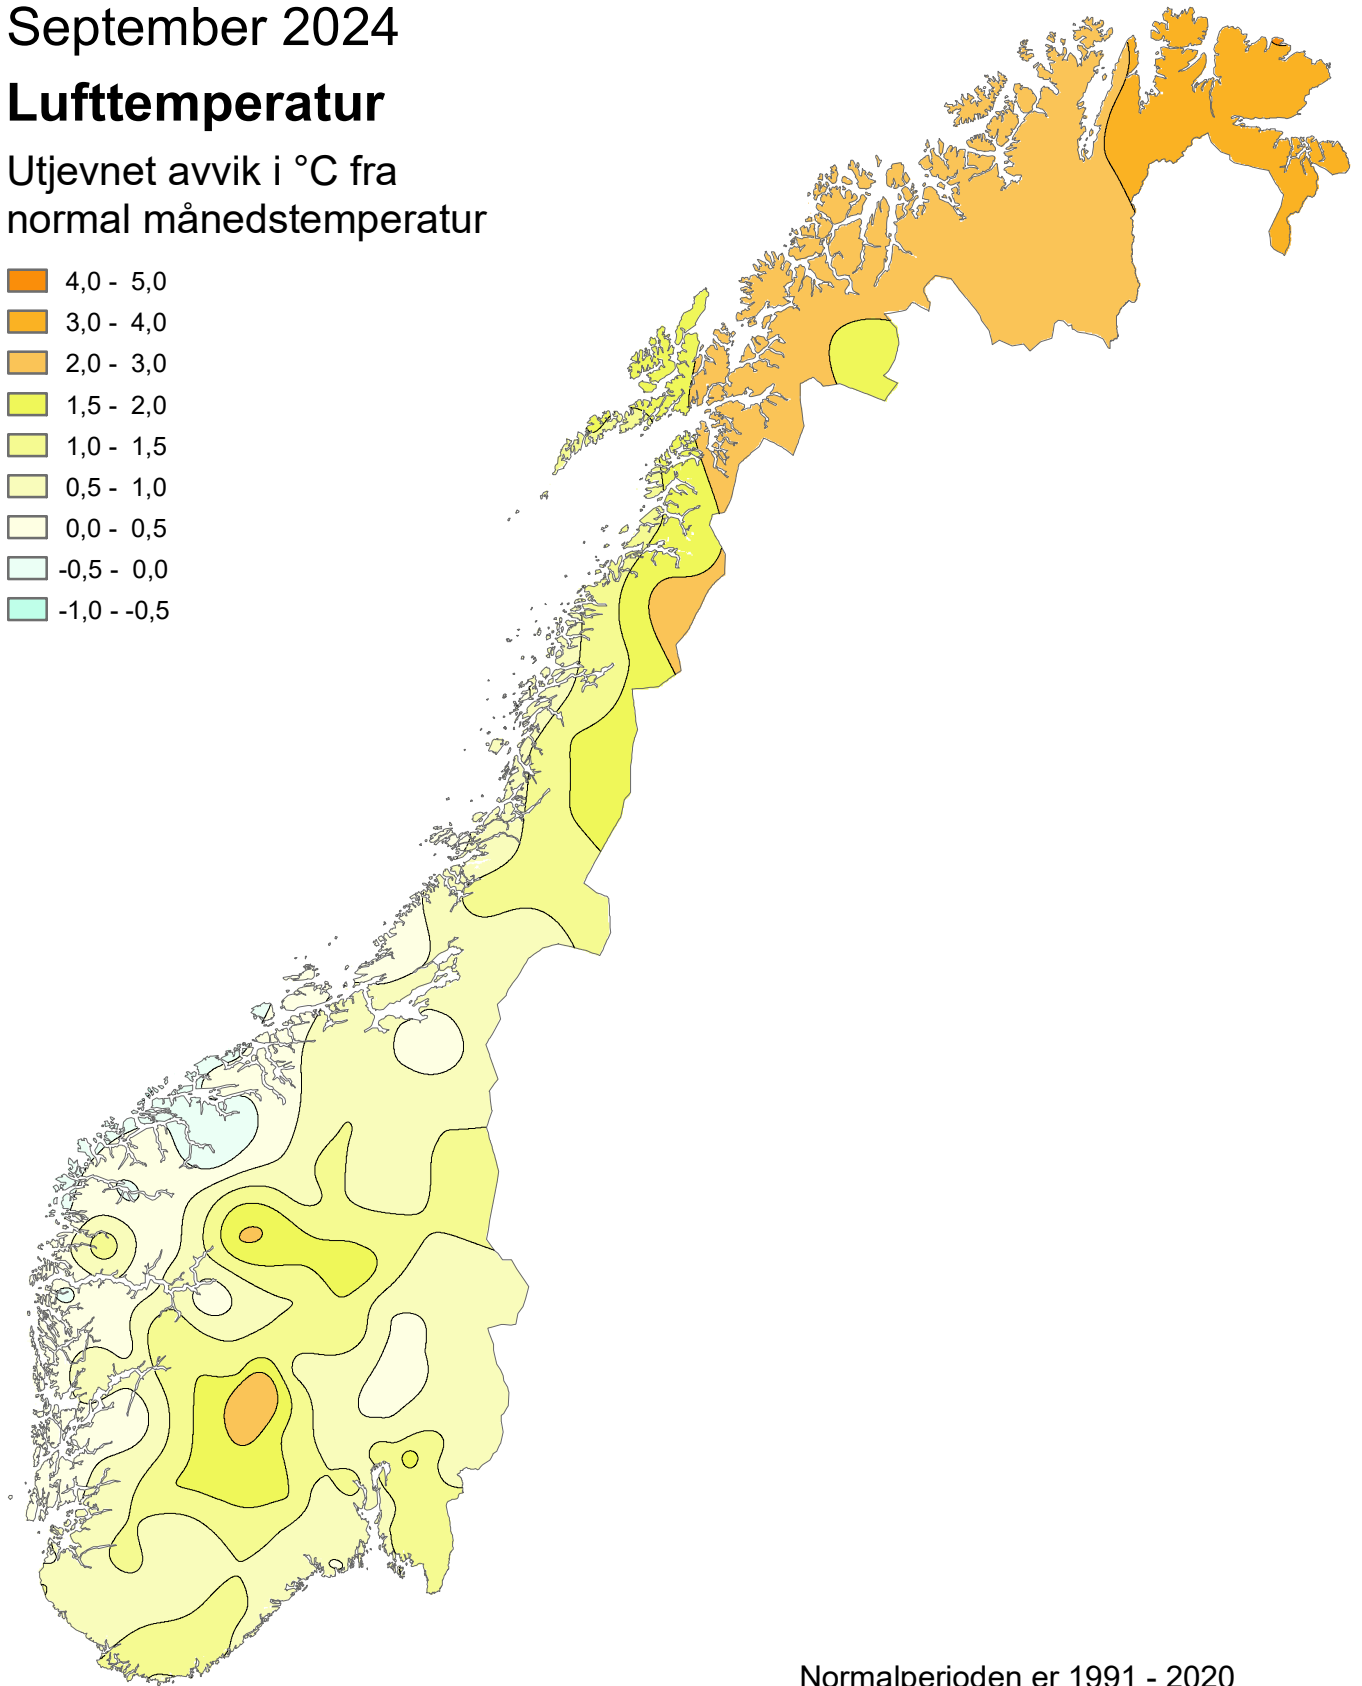 September 2024
Lufttemperatur
Utjevnet avvik i °C fra
normal månedstemperatur
4,0 - 5,0
3,0 - 4,0
2,0 - 3,0
1,5 - 2,0
1,0 - 1,5
0,5 - 1,0
0,0 - 0,5
-0,5 - 0,0
-1,0 - -0,5
Normalperioden er 1991 - 2020